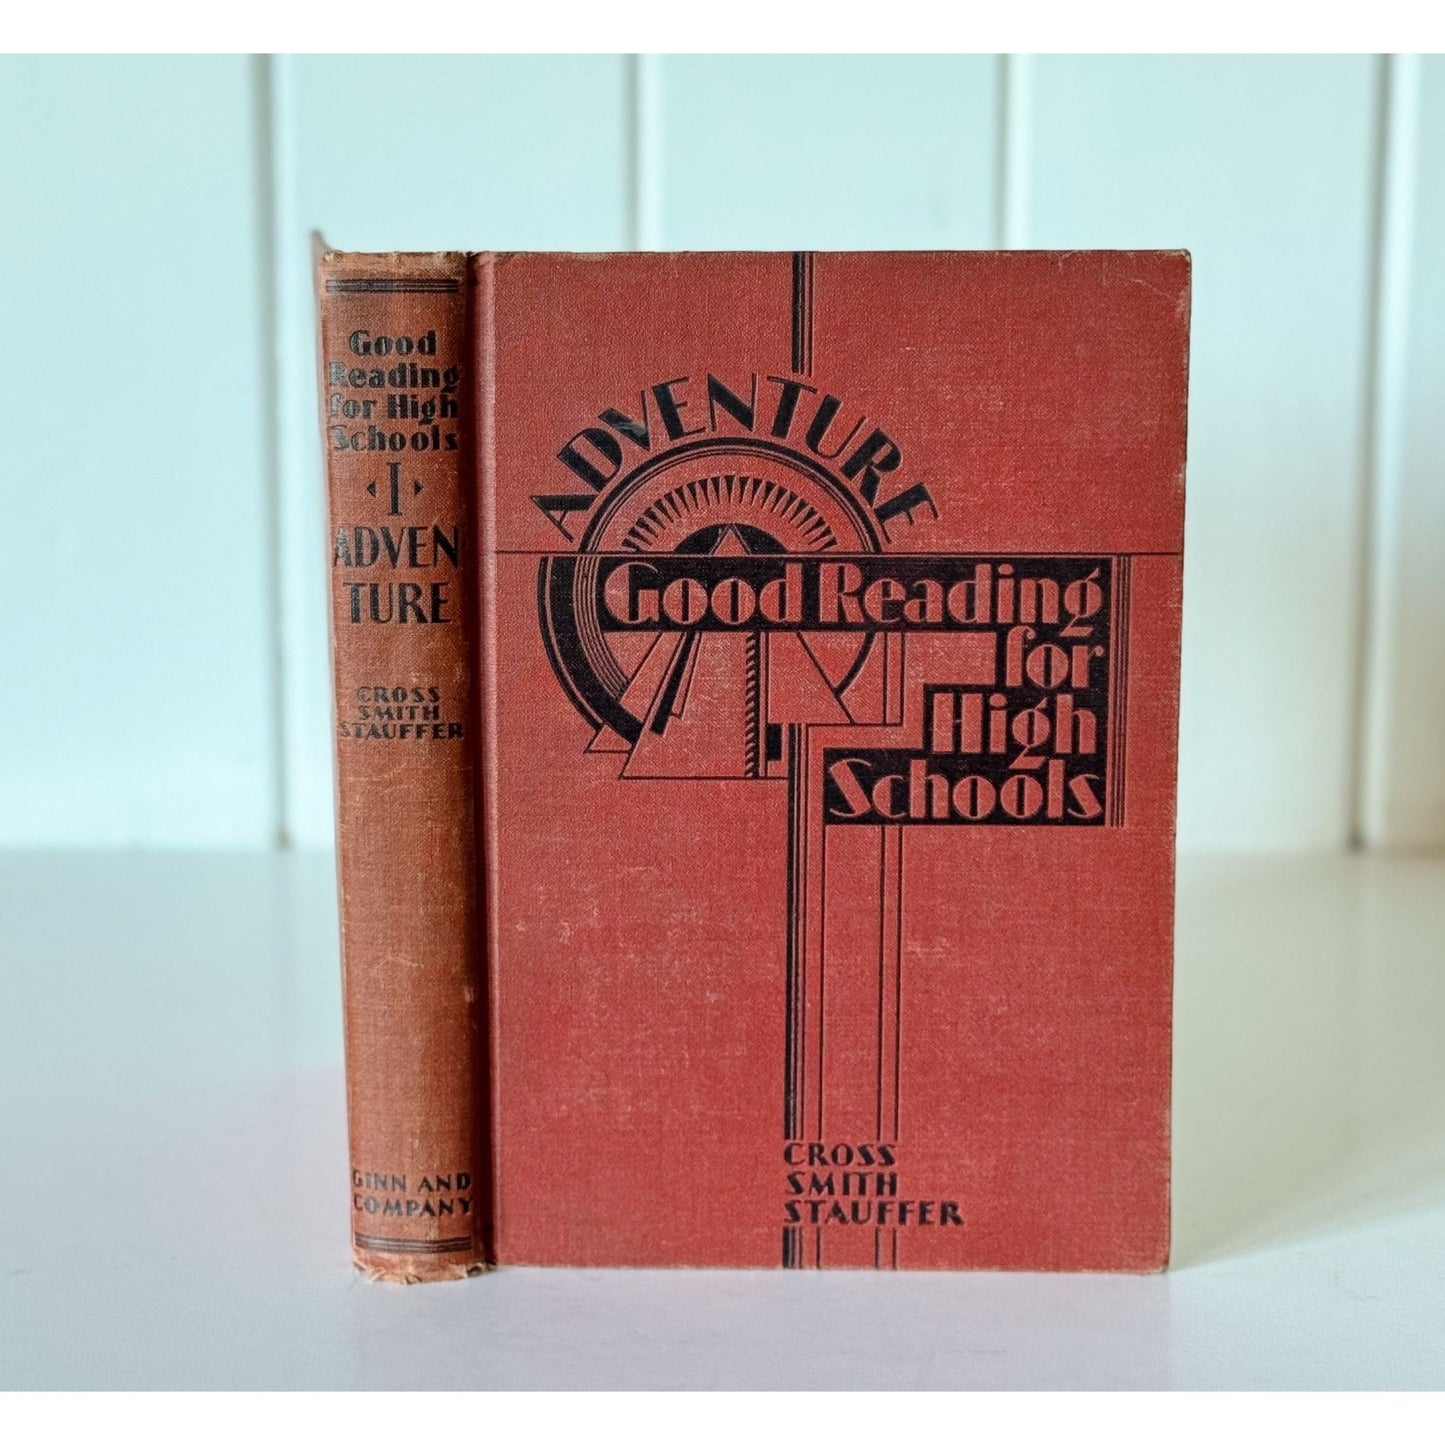 Good
Reading
for High
Schools
I
ADVEN
TURE
CROSS
SMITH
STAUFFER
GINN AND
COMPANY
ADVENTURE
Good Reading
for
High
Schools
CROSS
SMITH
STAUFFER